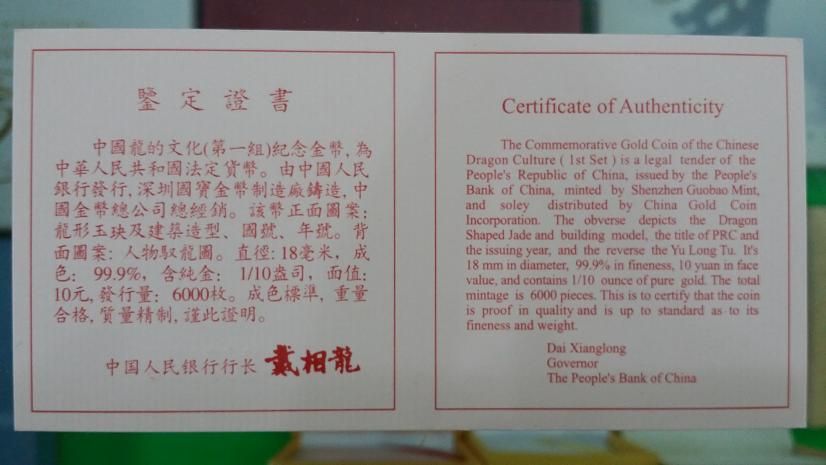 鑒定證書
中國龍的文化(第一組)紀念金幣,為
中華人民共和國法定貨幣。由中國人民
銀行發行,深圳國寶金幣制造廠鑄造,中
國金幣總公司總經銷。該幣正面圖案:
龍形玉玦及建築造型、國號、年號。背
面圖案:人物馭龍圖。直徑:18毫米,成
色:99.9%,含純金:1/10盎司,面值:
10元,發行量:6000枚。成色標準,重量
合格,質量精制,謹此證明。
中国人民银行行长 戴相龍
Certificate of Authenticity
The Commemorative Gold Coin of the Chinese
Dragon Culture ( 1st Set ) is a legal tender of the
People's Republic of China, issued by the People's
Bank of China, minted by Shenzhen Guobao Mint,
and soley distributed by China Gold Coin
Incorporation. The obverse depicts the Dragon
Shaped Jade and building model, the title of PRC and
the issuing year, and the reverse the Yu Long Tu. It's
18 mm in diameter, 99.9% in fineness, 10 yuan in face
value, and contains 1/10 ounce of pure gold. The total
mintage is 6000 pieces. This is to certify that the coin
is proof in quality and is up to standard as to its
fineness and weight.
Dai Xianglong
Governor
The People's Bank of China